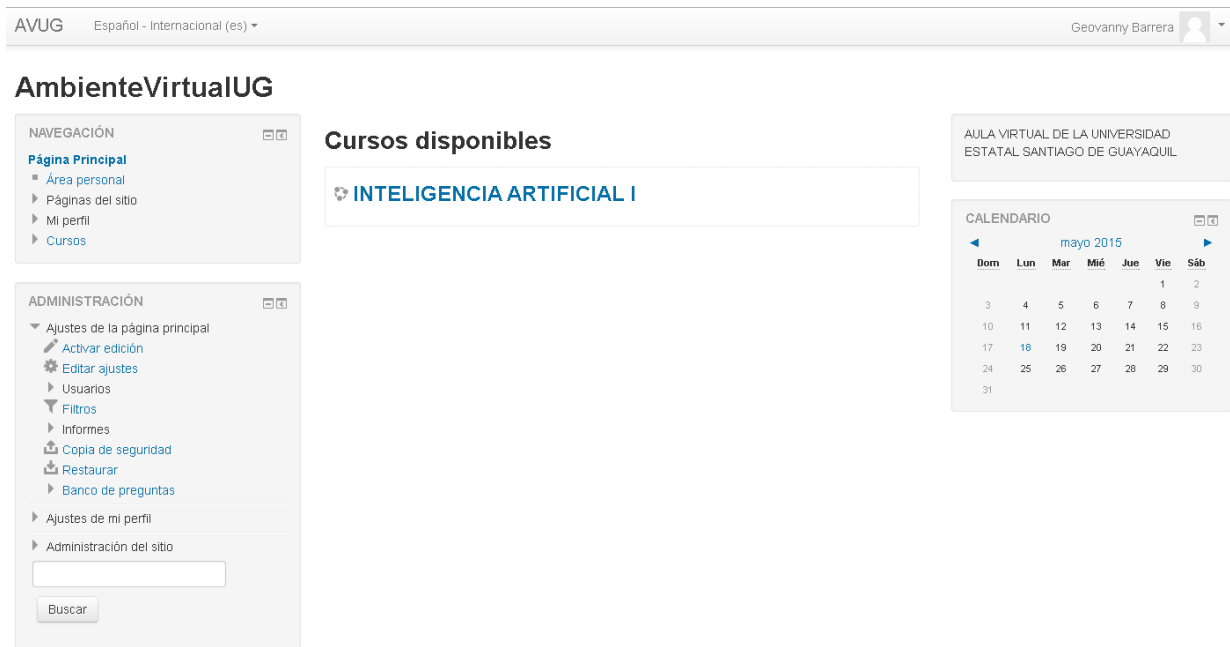 AVUG
Español - Internacional (es)
Geovanny Barrera
AmbienteVirtualUG
NAVEGACIÓN
Página Principal
Área personal
Páginas del sitio
Mi perfil
Cursos
ADMINISTRACIÓN
Ajustes de la página principal
Activar edición
Editar ajustes
Usuarios
Filtros
Informes
Copia de seguridad
Restaurar
Banco de preguntas
Ajustes de mi perfil
Administración del sitio
Buscar
Cursos disponibles
INTELIGENCIA ARTIFICIAL I
AULA VIRTUAL DE LA UNIVERSIDAD
ESTATAL SANTIAGO DE GUAYAQUIL
CALENDARIO
mayo 2015
Dom Lun Mar Mié Jue Vie Sáb
1 2
3 4 5 6 7 8 9
10 11 12 13 14 15 16
17 18 19 20 21 22 23
24 25 26 27 28 29 30
31